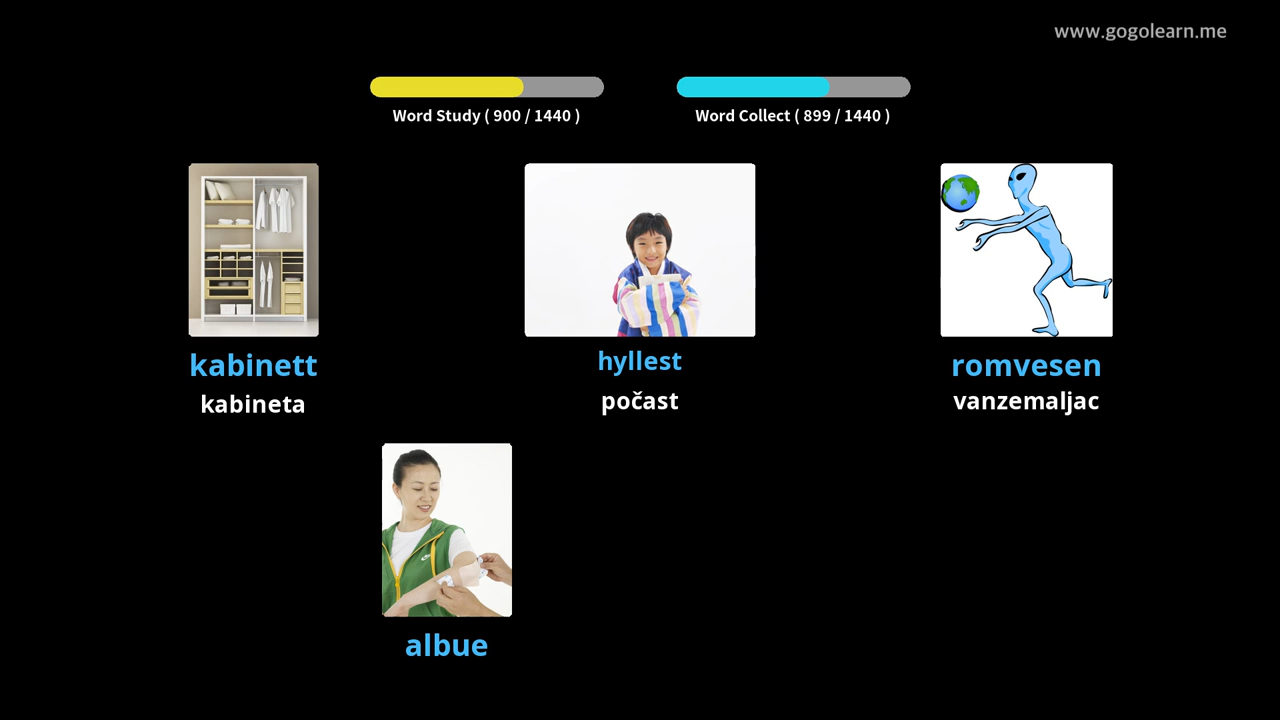 www.gogolearn.me
Word Study ( 900 / 1440 )
Word Collect ( 899 / 1440 )
kabinett
kabineta
hyllest
počast
romvesen
vanzemaljac
albue